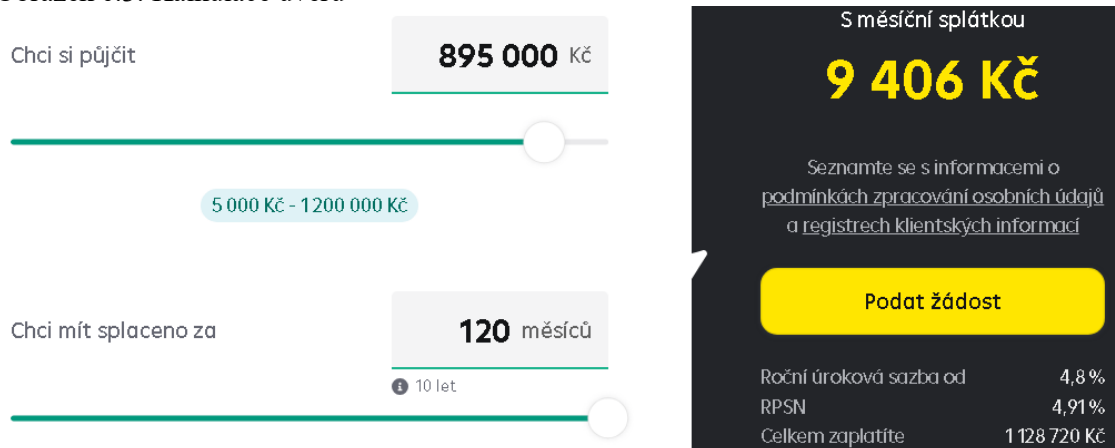 Chci si půjčit
895 000 Kč
5 000 Kč - 1 200 000 Kč
Chci mít splaceno za
120 měsíců
10 let
S měsíční splátkou
9 406 Kč
Seznamte se s informacemi o
podmínkách zpracování osobních údajů
a registrech klientských informací
Podat žádost
Roční úroková sazba od 4,8 %
RPSN 4,91 %
Celkem zaplatíte 1 128 720 Kč